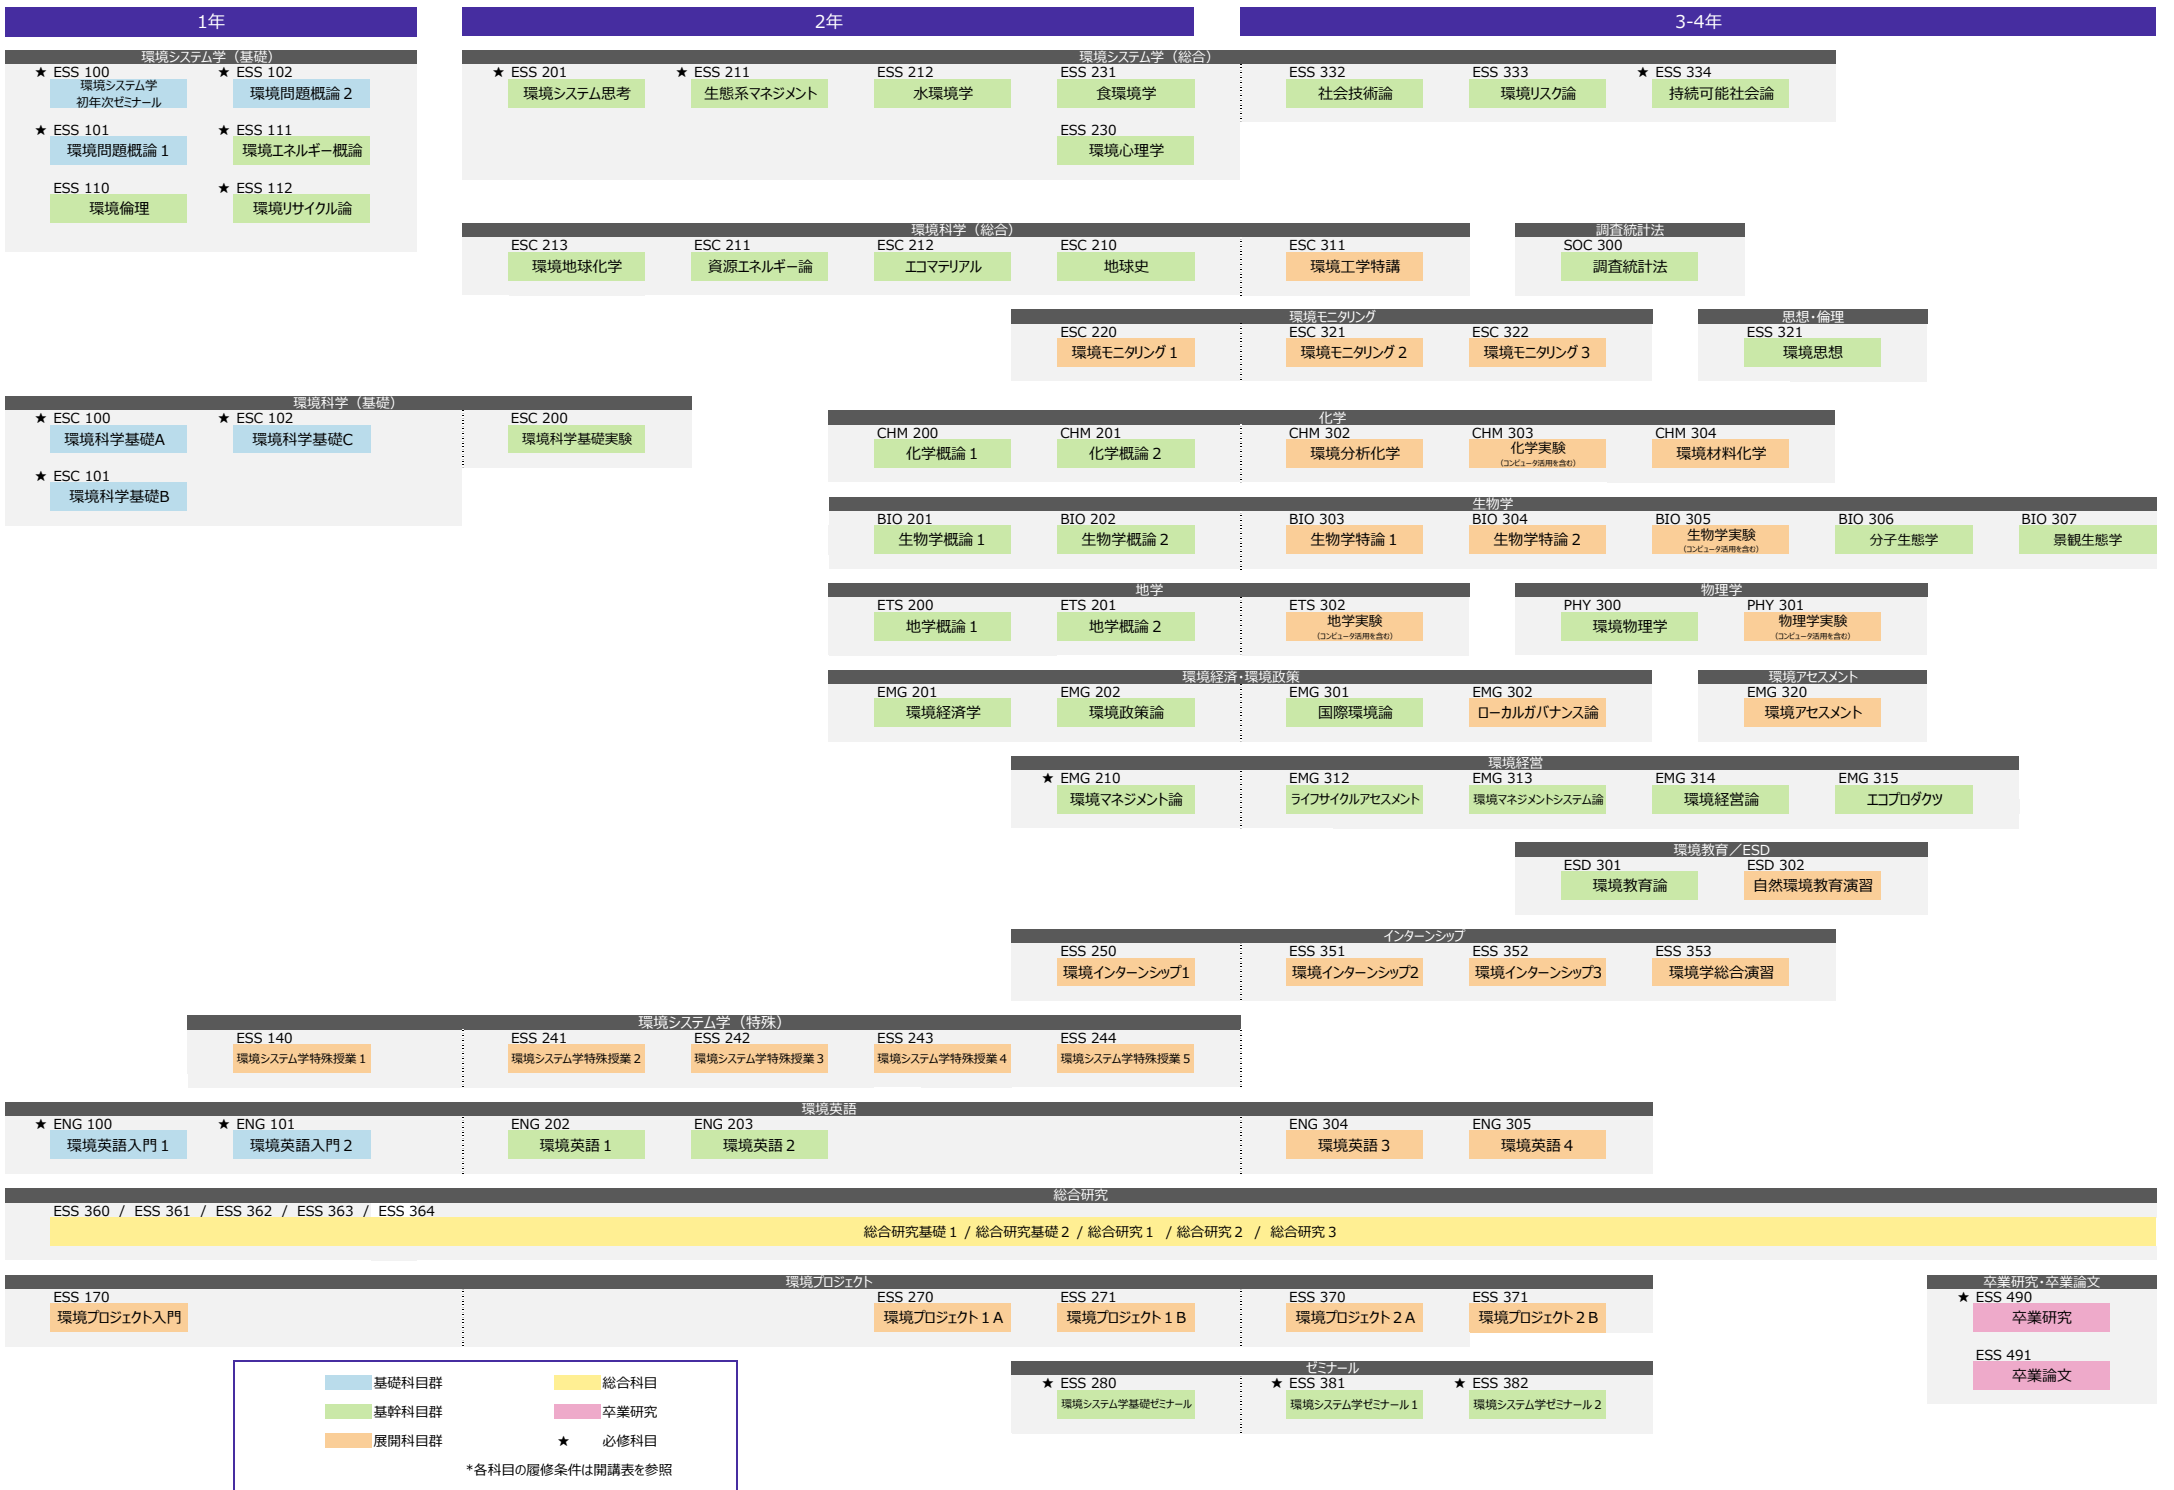 1年
2年
3-4年
環境システム学（基礎）
環境システム学（総合）
★ ESS 100
★ ESS 102
★ ESS 201
★ ESS 211
ESS 212
ESS 231
ESS 332
ESS 333
★ ESS 334
環境システム学
初年次ゼミナール
環境問題概論２
環境システム思考
生態系マネジメント
水環境学
食環境学
社会技術論
環境リスク論
持続可能社会論
★ ESS 101
★ ESS 111
ESS 230
環境問題概論１
環境エネルギー概論
環境心理学
ESS 110
★ ESS 112
環境倫理
環境リサイクル論
環境科学（総合）
調査統計法
ESC 213
ESC 211
ESC 212
ESC 210
ESC 311
SOC 300
環境地球化学
資源エネルギー論
エコマテリアル
地球史
環境工学特講
調査統計法
環境モニタリング
思想・倫理
ESC 220
ESC 321
ESC 322
ESS 321
環境モニタリング１
環境モニタリング２
環境モニタリング３
環境思想
環境科学（基礎）
化学
★ ESC 100
★ ESC 102
ESC 200
CHM 200
CHM 201
CHM 302
CHM 303
CHM 304
環境科学基礎A
環境科学基礎C
環境科学基礎実験
化学概論１
化学概論２
環境分析化学
化学実験
（コンピュータ活用を含む）
環境材料化学
★ ESC 101
環境科学基礎B
生物学
BIO 201
BIO 202
BIO 303
BIO 304
BIO 305
BIO 306
BIO 307
生物学概論１
生物学概論２
生物学特論１
生物学特論２
生物学実験
（コンピュータ活用を含む）
分子生態学
景観生態学
地学
物理学
ETS 200
ETS 201
ETS 302
PHY 300
PHY 301
地学概論１
地学概論２
地学実験
（コンピュータ活用を含む）
環境物理学
物理学実験
（コンピュータ活用を含む）
環境経済・環境政策
環境アセスメント
EMG 201
EMG 202
EMG 301
EMG 302
EMG 320
環境経済学
環境政策論
国際環境論
ローカルガバナンス論
環境アセスメント
環境経営
★ EMG 210
EMG 312
EMG 313
EMG 314
EMG 315
環境マネジメント論
ライフサイクルアセスメント
環境マネジメントシステム論
環境経営論
エコプロダクツ
環境教育／ESD
ESD 301
ESD 302
環境教育論
自然環境教育演習
インターンシップ
ESS 250
ESS 351
ESS 352
ESS 353
環境インターンシップ1
環境インターンシップ2
環境インターンシップ3
環境学総合演習
環境システム学（特殊）
ESS 140
ESS 241
ESS 242
ESS 243
ESS 244
環境システム学特殊授業１
環境システム学特殊授業２
環境システム学特殊授業３
環境システム学特殊授業４
環境システム学特殊授業５
環境英語
★ ENG 100
★ ENG 101
ENG 202
ENG 203
ENG 304
ENG 305
環境英語入門１
環境英語入門２
環境英語１
環境英語２
環境英語３
環境英語４
総合研究
ESS 360 / ESS 361 / ESS 362 / ESS 363 / ESS 364
総合研究基礎１ / 総合研究基礎２ / 総合研究１ / 総合研究２ / 総合研究３
環境プロジェクト
卒業研究・卒業論文
ESS 170
ESS 270
ESS 271
ESS 370
ESS 371
★ ESS 490
環境プロジェクト入門
環境プロジェクト１A
環境プロジェクト１B
環境プロジェクト２A
環境プロジェクト２B
卒業研究
ESS 491
卒業論文
ゼミナール
★ ESS 280
★ ESS 381
★ ESS 382
環境システム学基礎ゼミナール
環境システム学ゼミナール１
環境システム学ゼミナール２
基礎科目群
総合科目
基幹科目群
卒業研究
展開科目群
★ 必修科目
*各科目の履修条件は開講表を参照